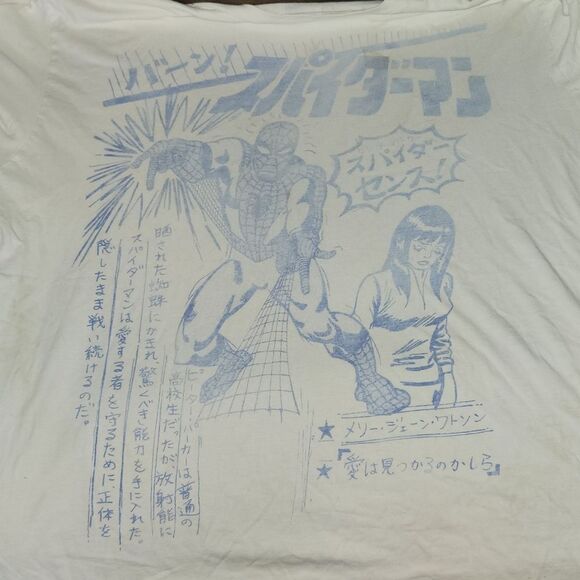 バーン!
スパイダーマン
スパイダー
センス!
ピーター・パーカーは普通の
高校生だったが、放射能に
晒された蜘蛛にかまれ、驚くべき能力を手に入れた。
スパイダーマンは愛する者を守るために、正体を
隠したまま戦い続けるのだ。
★ メリー・ジェーン・ワトソン
★ 『愛は見つかるのかしら』